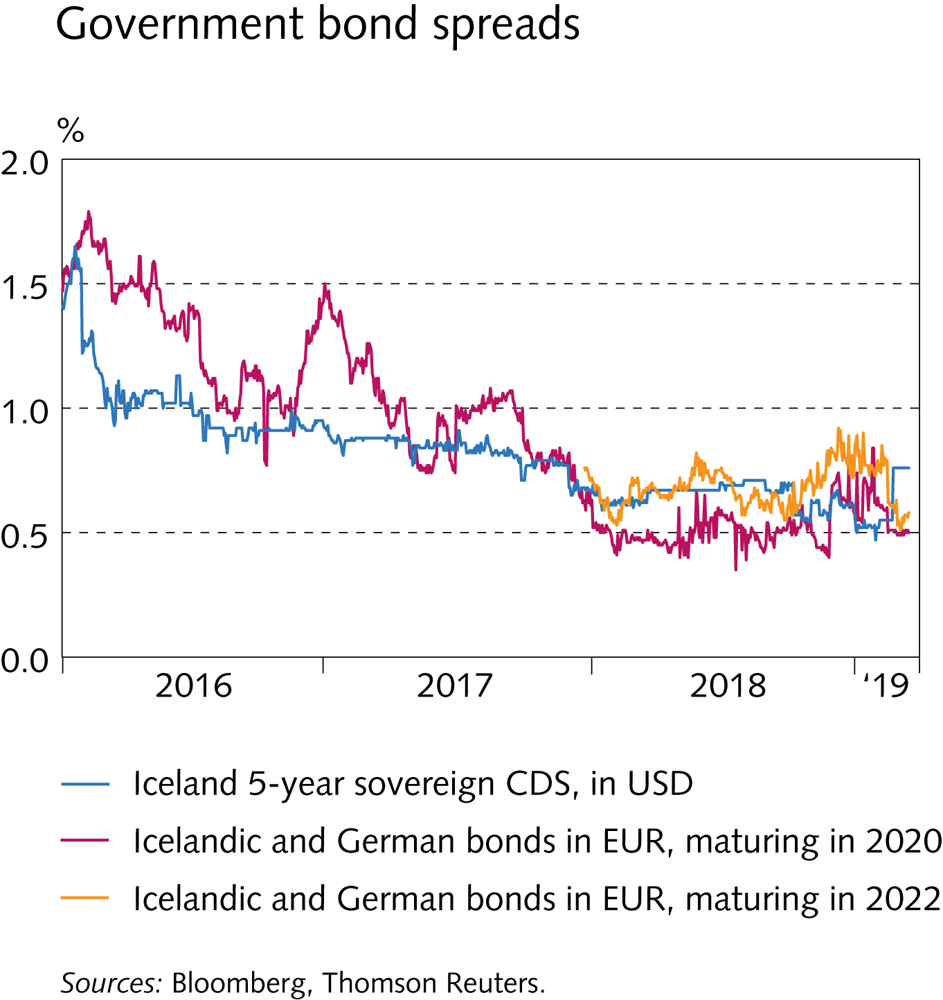 Government bond spreads
%
2.0
1.5
1.0
0.5
0.0
2016 2017 2018 ‘19
Iceland 5-year sovereign CDS, in USD
Icelandic and German bonds in EUR, maturing in 2020
Icelandic and German bonds in EUR, maturing in 2022
Sources: Bloomberg, Thomson Reuters.